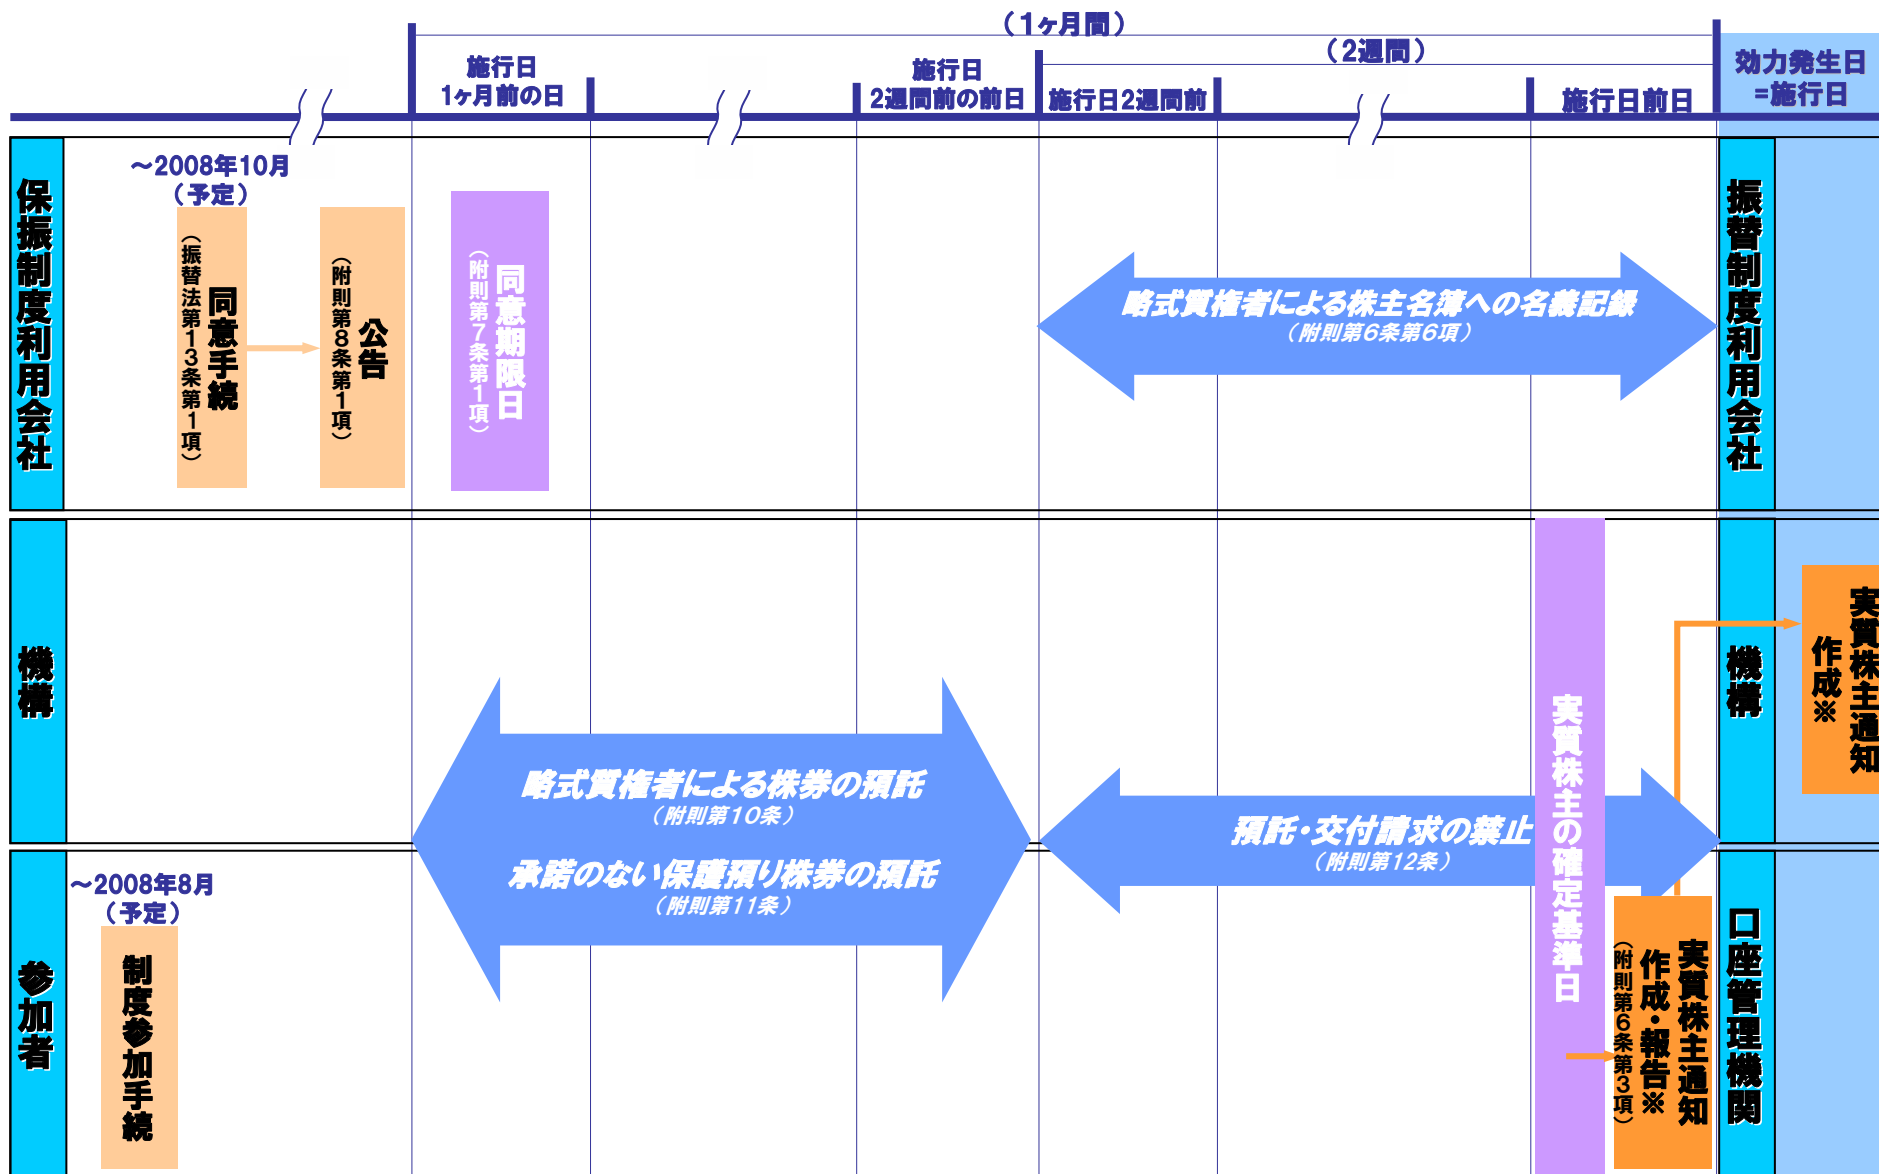 （１ヶ月間）
（２週間）
施行日
１ヶ月前の日
施行日
２週間前の前日
施行日２週間前
施行日前日
効力発生日
=施行日
保振制度利用会社
～2008年10月
（予定）
同意手続
（振替法第１３条第１項）
公告
（附則第８条第１項）
同意期限日
（附則第７条第１項）
略式質権者による株主名簿への名義記録
（附則第６条第６項）
振替制度利用会社
機構
略式質権者による株券の預託
（附則第１０条）
承諾のない保護預り株券の預託
（附則第１１条）
預託・交付請求の禁止
（附則第１２条）
実質株主の確定基準日
機構
実質株主通知
作成※
参加者
～2008年8月
（予定）
制度参加手続
実質株主通知
作成・報告※
（附則第６条第３項）
口座管理機関